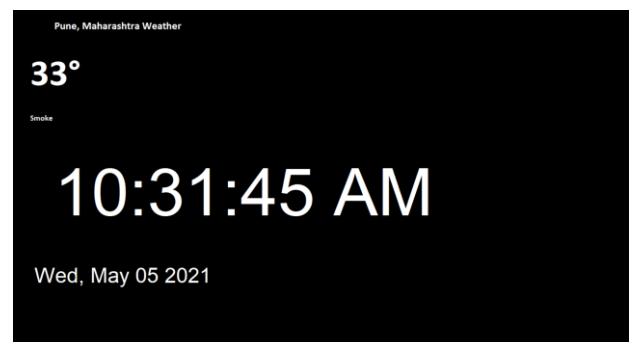 Pune, Maharashtra Weather
33°
Smoke
10:31:45 AM
Wed, May 05 2021